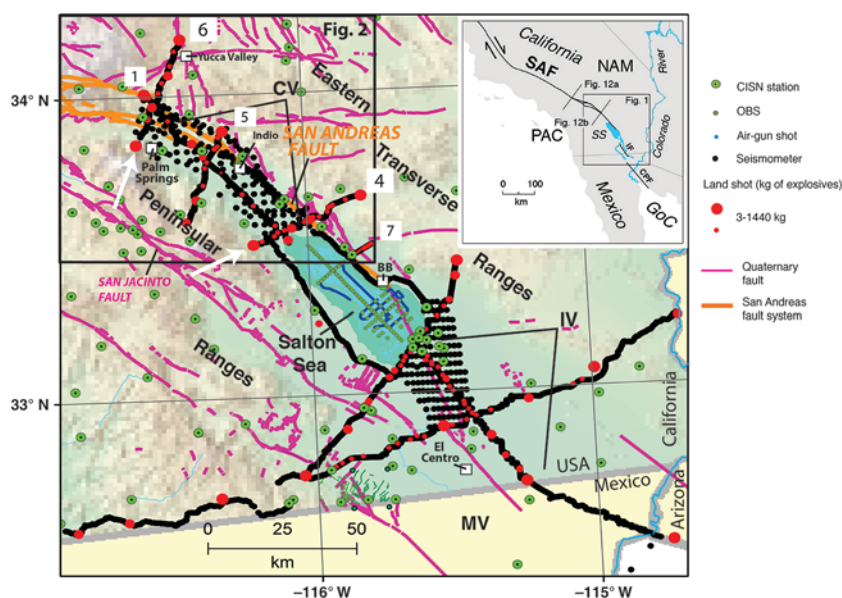 6
Fig. 2
Yucca Valley
1
34° N
CV
Eastern
5
Indio
SAN ANDREAS
FAULT
Palm
Springs
Transverse
4
Peninsular
7
SAN JACINTO
FAULT
BB
Ranges
Salton
Sea
IV
Ranges
33° N
El
Centro
USA
Mexico
California
Arizona
MV
0
25
50
km
–116° W
–115° W
California
SAF
NAM
River
Fig. 12a
Fig. 1
Fig. 12b
PAC
SS
IF
Colorado
CPF
0 100
km
Mexico
GoC
CISN station
OBS
Air-gun shot
Seismometer
Land shot (kg of explosives)
3-1440 kg
Quaternary
fault
San Andreas
fault system